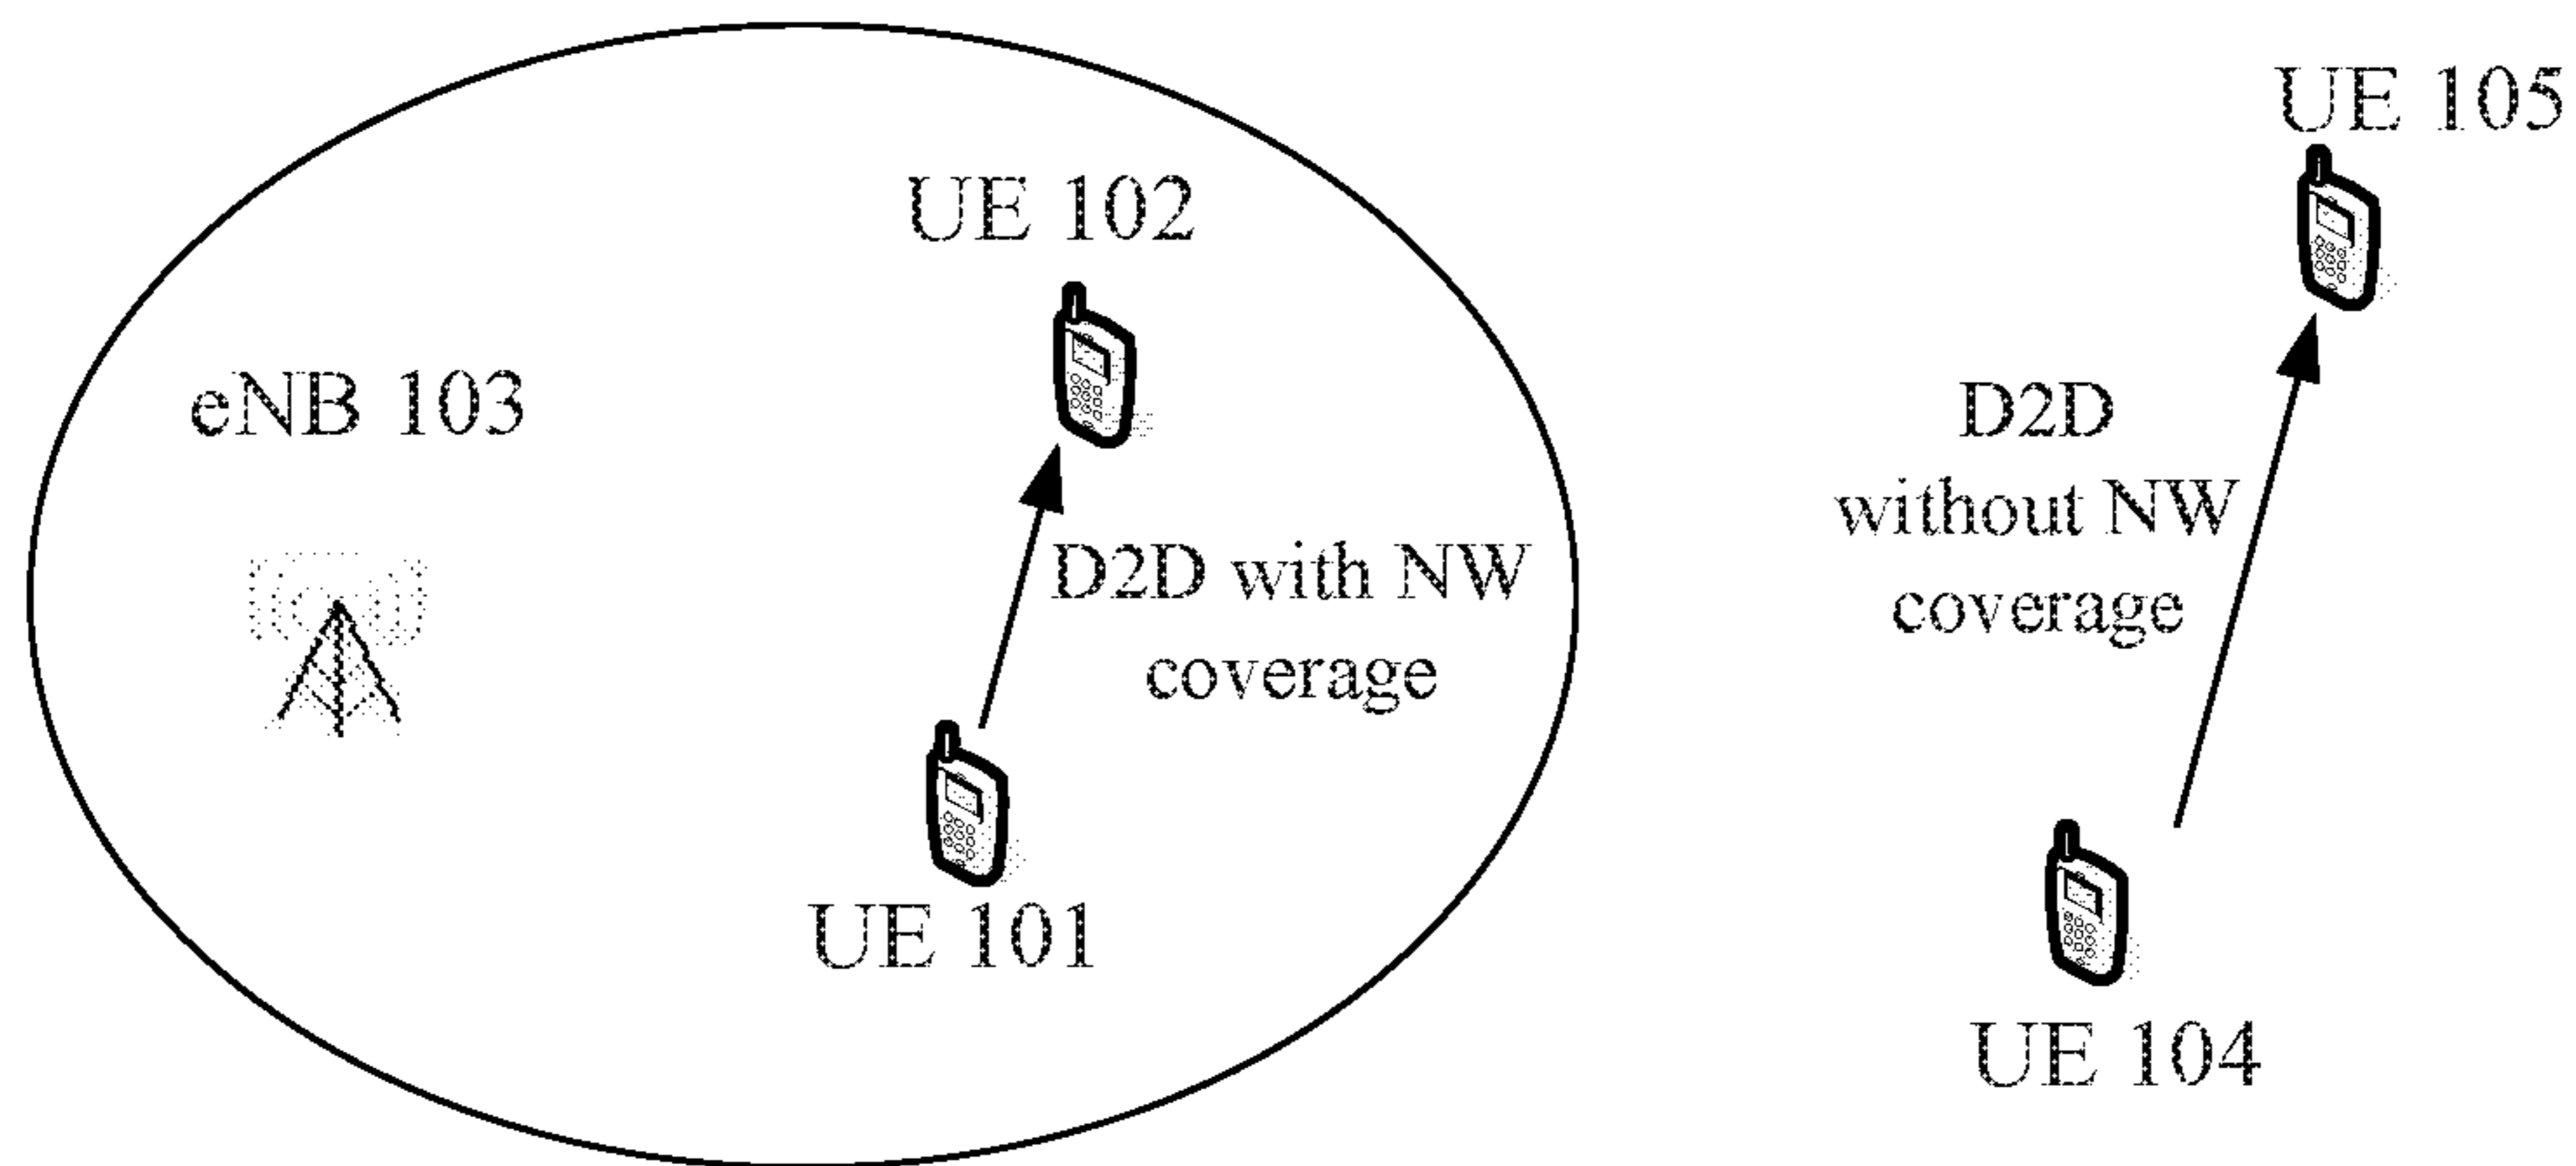 UE 105
UE 102
eNB 103
D2D
without NW
coverage
D2D with NW
coverage
UE 101
UE 104